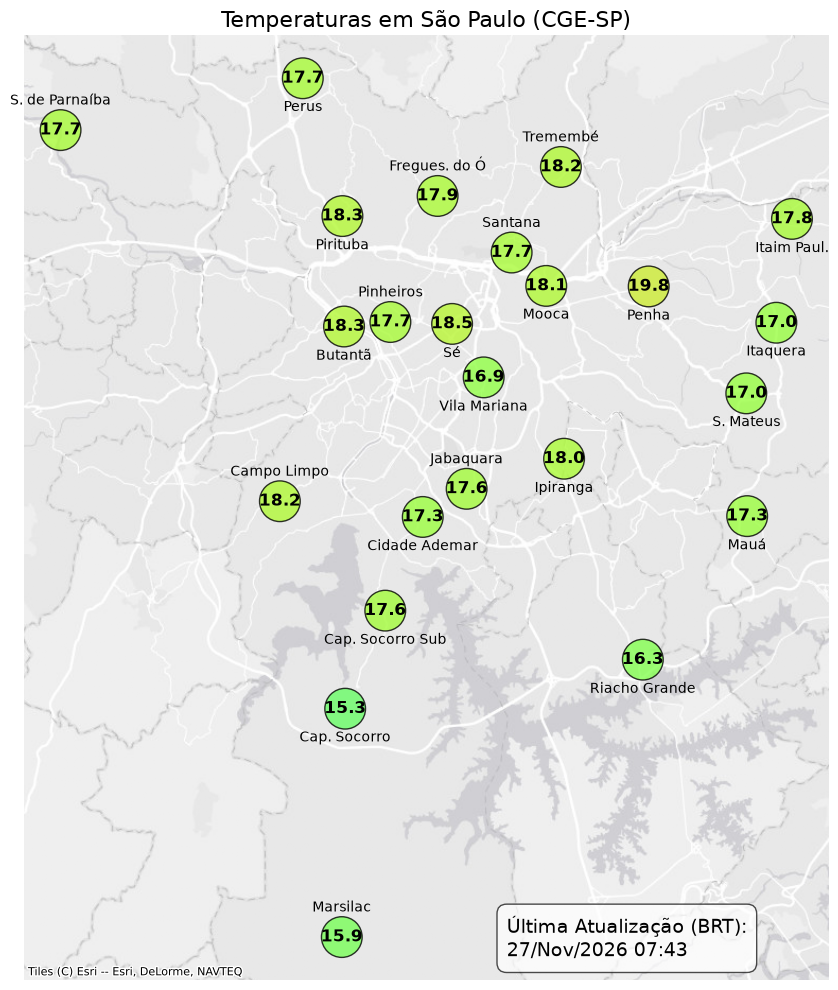 Temperaturas em São Paulo (CGE-SP)
17.7
Perus
S. de Parnaíba
17.7
Tremembé
18.2
Fregues. do Ó
17.9
18.3
Pirituba
17.8
Itaim Paul.
Santana
17.7
18.1
Mooca
19.8
Penha
Pinheiros
17.7
18.3
Butantã
18.5
Sé
17.0
Itaquera
16.9
Vila Mariana
17.0
S. Mateus
18.0
Ipiranga
Jabaquara
17.6
Campo Limpo
18.2
17.3
Cidade Ademar
17.3
Mauá
17.6
Cap. Socorro Sub
16.3
Riacho Grande
15.3
Cap. Socorro
Marsilac
15.9
Última Atualização (BRT):
27/Nov/2026 07:43
Tiles (C) Esri -- Esri, DeLorme, NAVTEQ